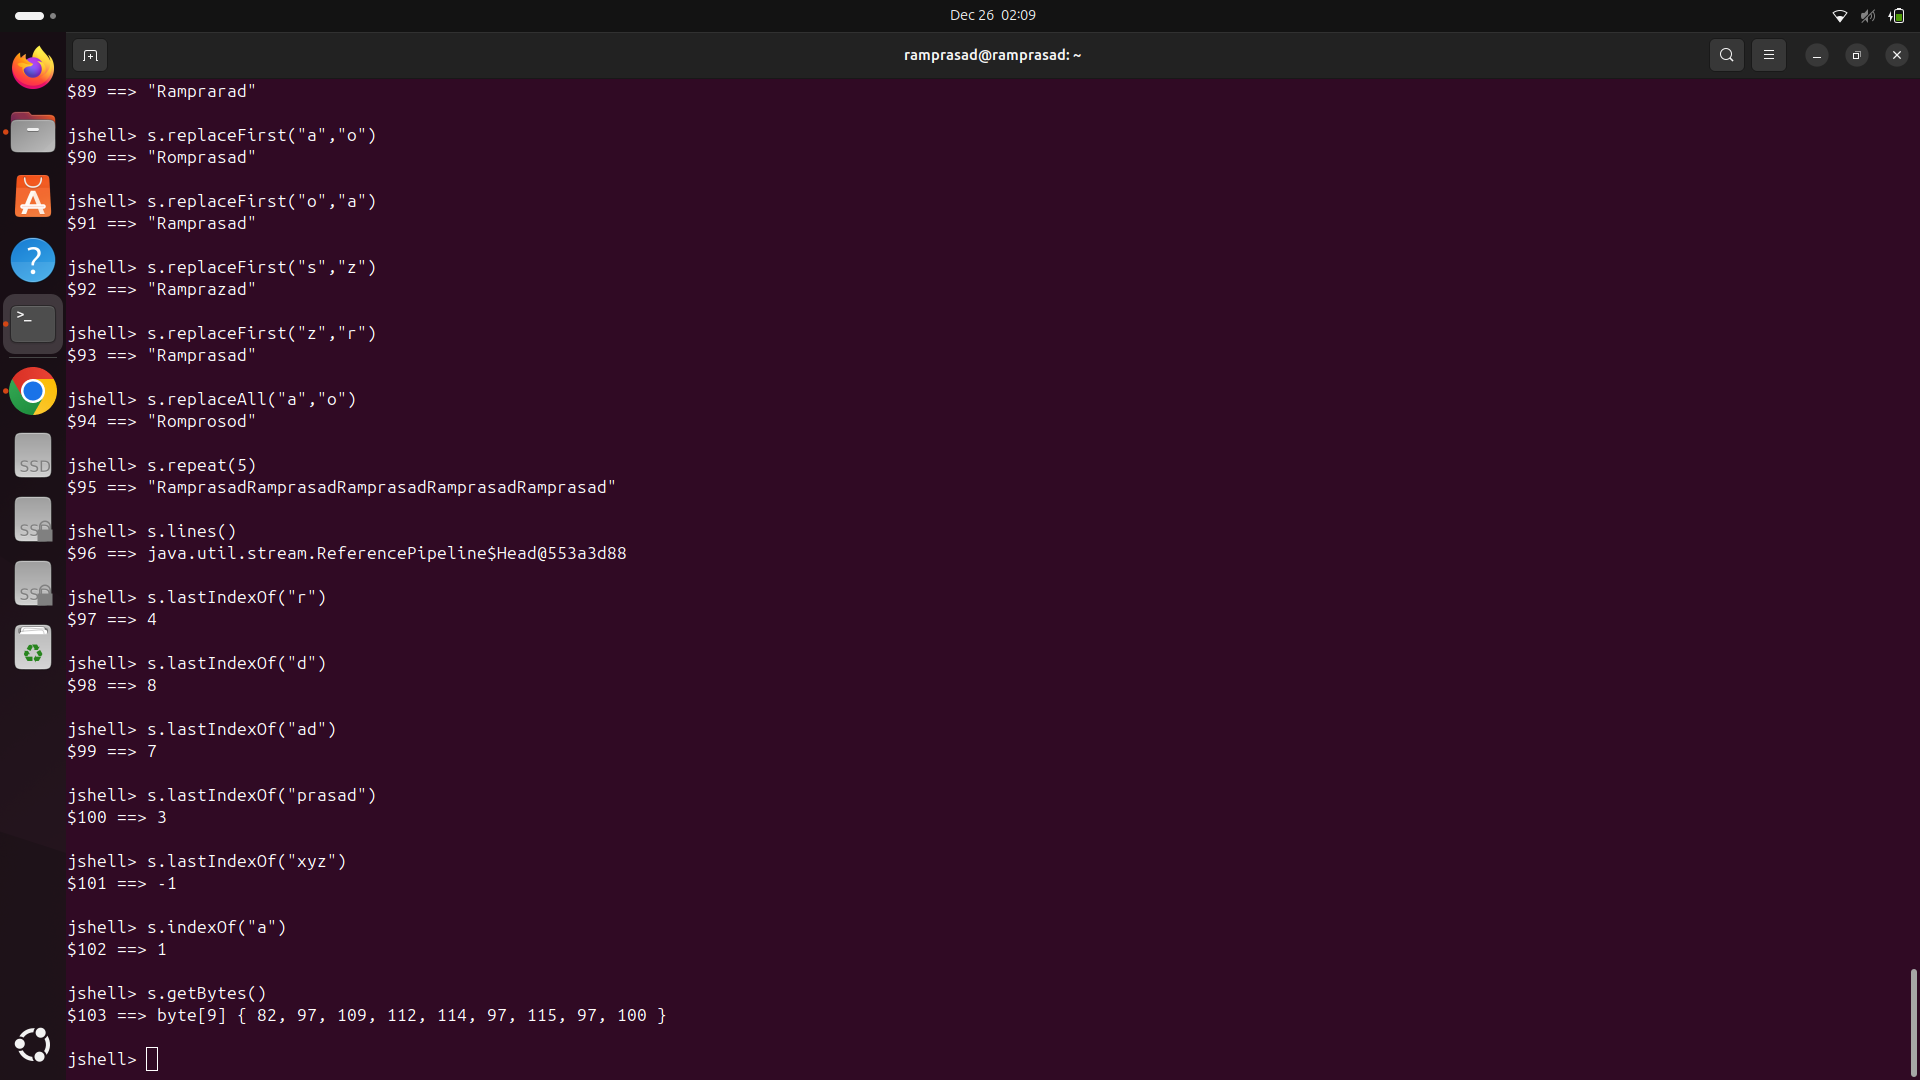 Dec 26 02:09
ramprasad@ramprasad: ~
$89 ==> "Ramprarad"
jshell> s.replaceFirst("a","o")
$90 ==> "Romprasad"
jshell> s.replaceFirst("o","a")
$91 ==> "Ramprasad"
jshell> s.replaceFirst("s","z")
$92 ==> "Ramprazad"
jshell> s.replaceFirst("z","r")
$93 ==> "Ramprasad"
jshell> s.replaceAll("a","o")
$94 ==> "Romprosod"
jshell> s.repeat(5)
$95 ==> "RamprasadRamprasadRamprasadRamprasadRamprasad"
jshell> s.lines()
$96 ==> java.util.stream.ReferencePipeline$Head@553a3d88
jshell> s.lastIndexOf("r")
$97 ==> 4
jshell> s.lastIndexOf("d")
$98 ==> 8
jshell> s.lastIndexOf("ad")
$99 ==> 7
jshell> s.lastIndexOf("prasad")
$100 ==> 3
jshell> s.lastIndexOf("xyz")
$101 ==> -1
jshell> s.indexOf("a")
$102 ==> 1
jshell> s.getBytes()
$103 ==> byte[9] { 82, 97, 109, 112, 114, 97, 115, 97, 100 }
jshell>
A
?
>_
SSD
SSD
SSD